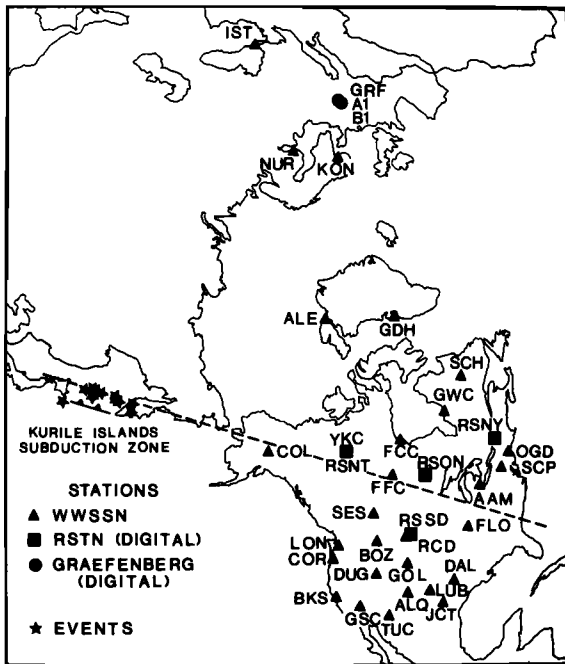 IST
GRF
A1
B1
NUR
KON
ALE
GDH
SCH
GWC
RSNY
KURILE ISLANDS
SUBDUCTION ZONE
COL
YKC
RSNT
FCC
RSON
OGD
SCP
FFC
AAM
STATIONS
WWSSN
RSTN (DIGITAL)
GRAEFENBERG
(DIGITAL)
EVENTS
SES
RSSD
FLO
LON
COR
BOZ
RCD
DUG
GOL
DAL
BKS
GSC
TUC
ALQ
LUB
JCT